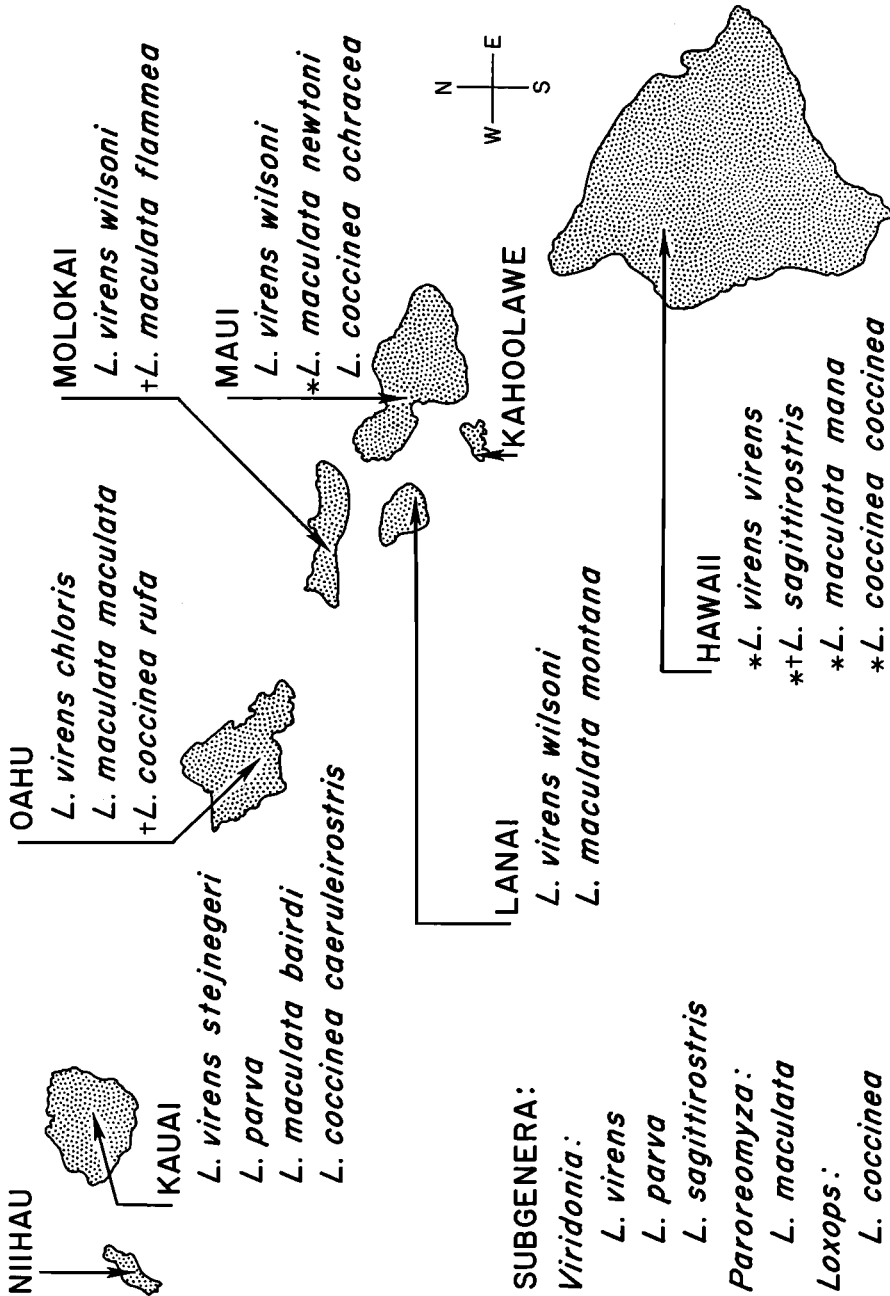 NIIHAU
KAUAI
L. virens stejnegeri
L. parva
L. maculata bairdi
L. coccinea caeruleirostris
OAHU
L. virens chloris
L. maculata maculata
†L. coccinea rufa
MOLOKAI
L. virens wilsoni
†L. maculata flammea
MAUI
L. virens wilsoni
*L. maculata newtoni
L. coccinea ochracea
N
W
E
S
KAHOOLAWE
LANAI
L. virens wilsoni
L. maculata montana
HAWAII
*L. virens virens
*†L. sagittirostris
*L. maculata mana
*L. coccinea coccinea
SUBGENERA:
Viridonia:
L. virens
L. parva
L. sagittirostris
Paroreomyza:
L. maculata
Loxops:
L. coccinea